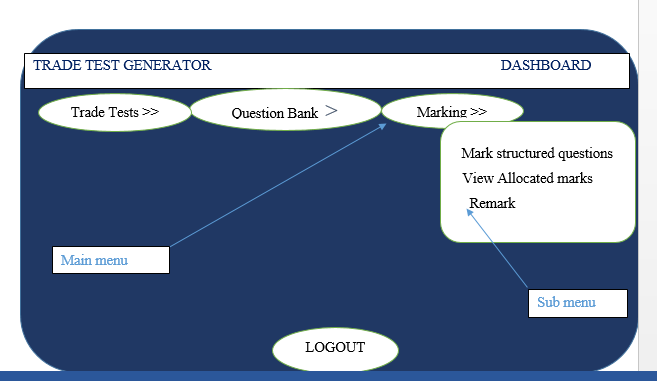 TRADE TEST GENERATOR DASHBOARD
Trade Tests >> Question Bank > Marking >>
Mark structured questions
View Allocated marks
Remark
Main menu
Sub menu
LOGOUT